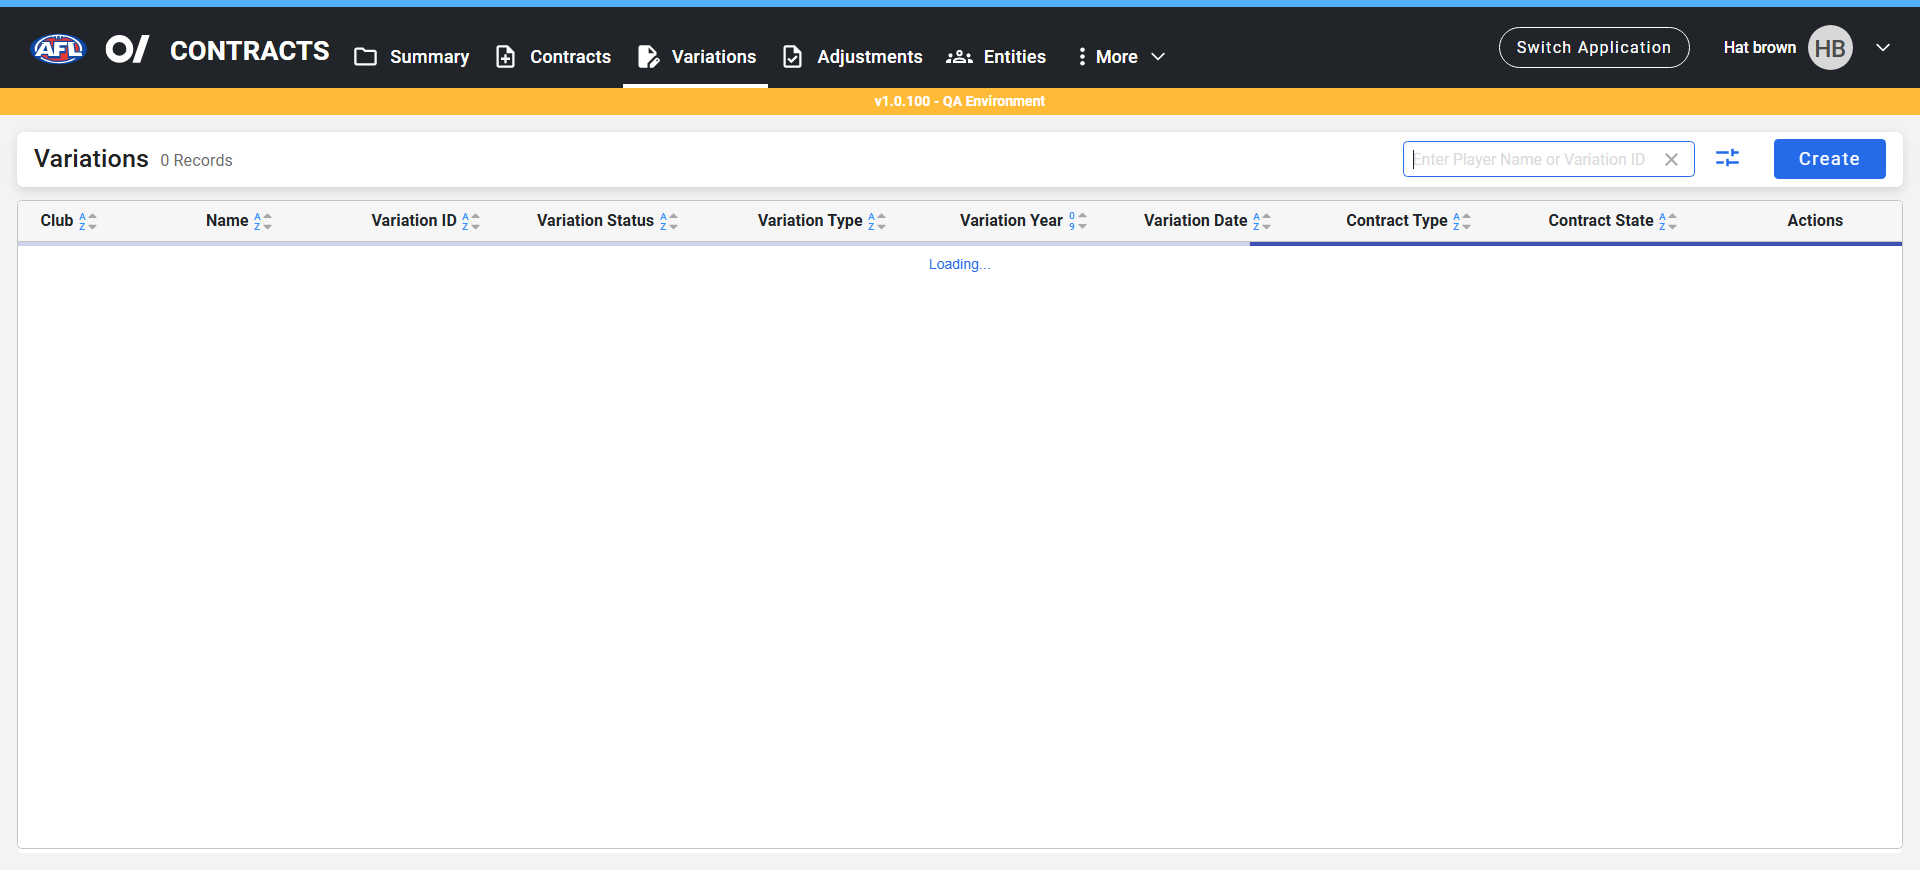 AFL CONTRACTS Summary Contracts Variations Adjustments Entities More Switch Application Hat brown HB
v1.0.100 - QA Environment
Variations 0 Records Enter Player Name or Variation ID Create
Club Name Variation ID Variation Status Variation Type Variation Year Variation Date Contract Type Contract State Actions
Loading...